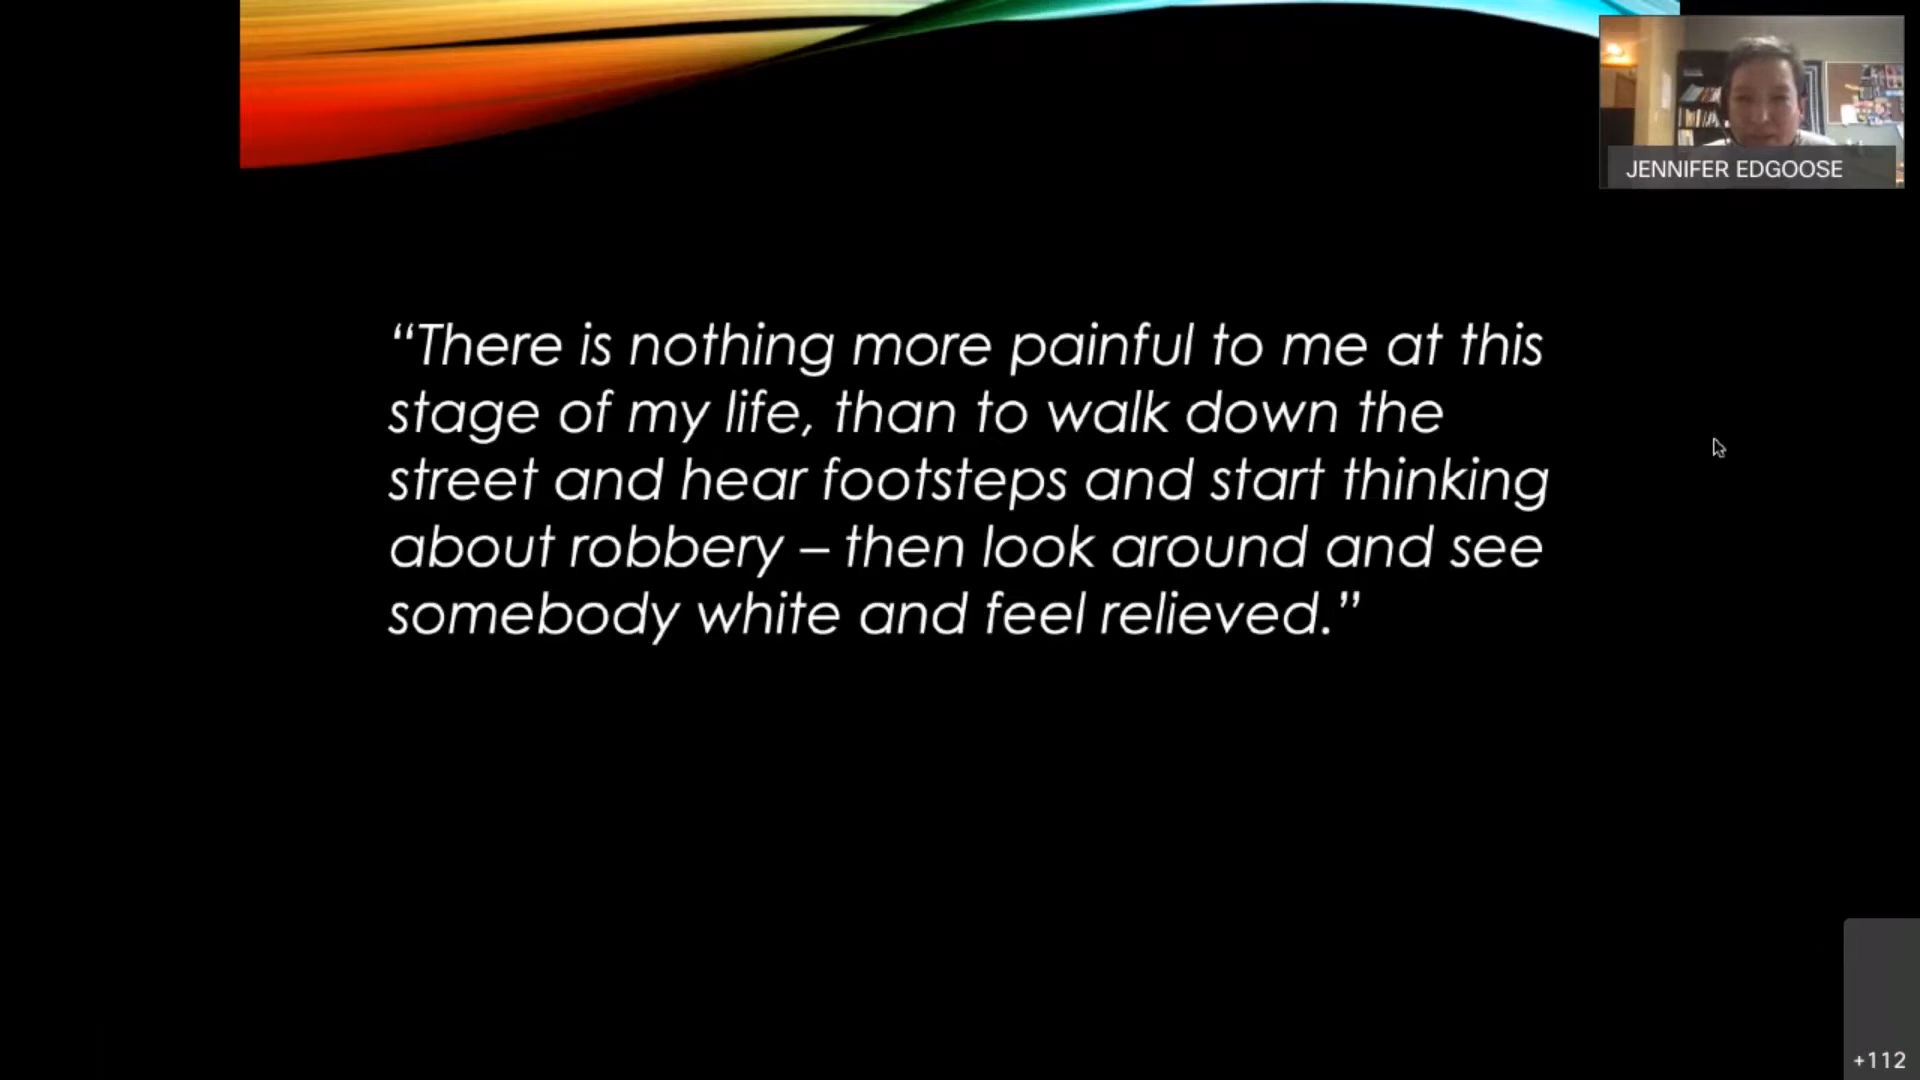 JENNIFER EDGOOSE
“There is nothing more painful to me at this
stage of my life, than to walk down the
street and hear footsteps and start thinking
about robbery – then look around and see
somebody white and feel relieved.”
+112